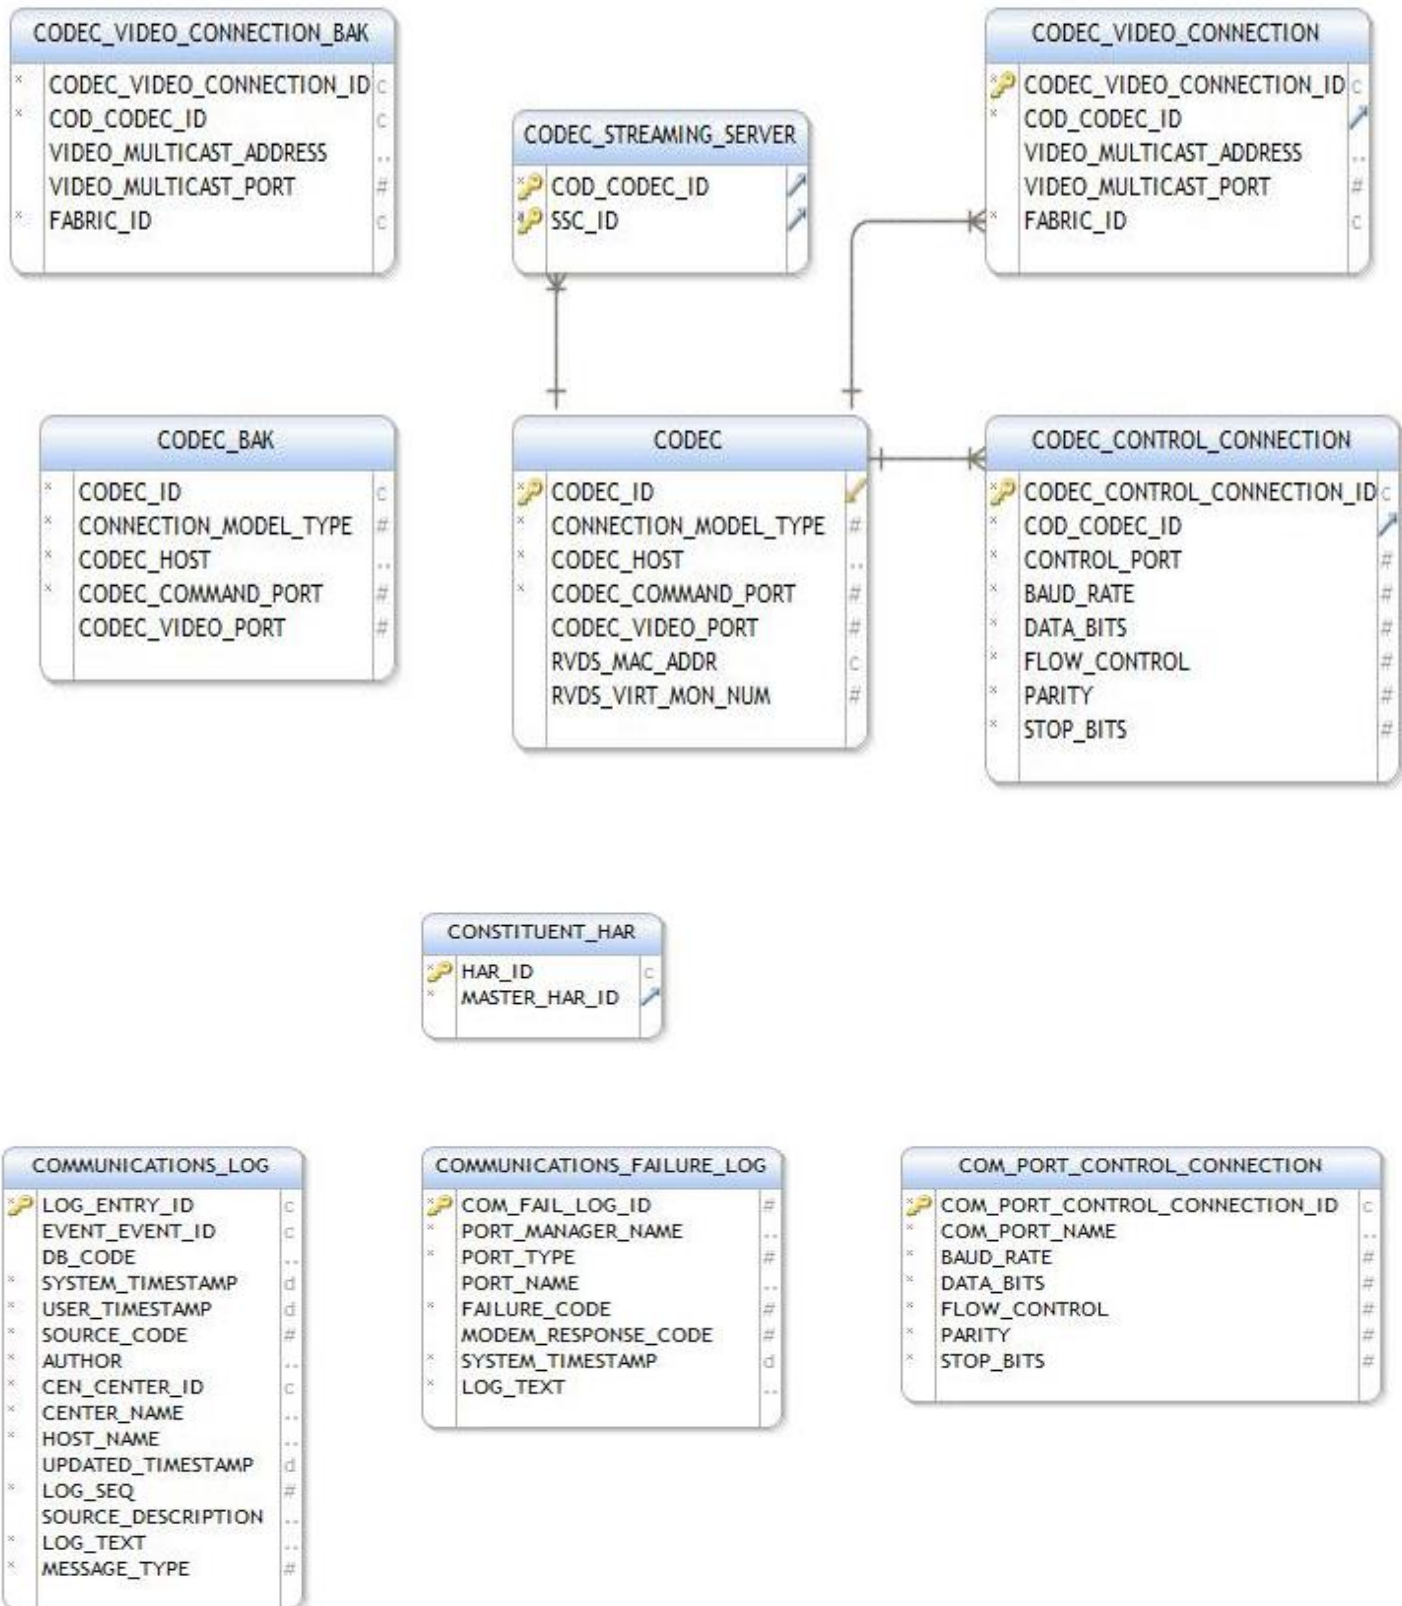 CODEC_VIDEO_CONNECTION_BAK
* CODEC_VIDEO_CONNECTION_ID c
* COD_CODEC_ID c
VIDEO_MULTICAST_ADDRESS ..
VIDEO_MULTICAST_PORT #
* FABRIC_ID c
CODEC_STREAMING_SERVER
* COD_CODEC_ID
* SSC_ID
CODEC_VIDEO_CONNECTION
* CODEC_VIDEO_CONNECTION_ID c
* COD_CODEC_ID
VIDEO_MULTICAST_ADDRESS ..
VIDEO_MULTICAST_PORT #
* FABRIC_ID c
CODEC_BAK
* CODEC_ID c
* CONNECTION_MODEL_TYPE #
* CODEC_HOST ..
* CODEC_COMMAND_PORT #
CODEC_VIDEO_PORT #
CODEC
* CODEC_ID
* CONNECTION_MODEL_TYPE #
* CODEC_HOST ..
* CODEC_COMMAND_PORT #
CODEC_VIDEO_PORT #
RVDS_MAC_ADDR c
RVDS_VIRT_MON_NUM #
CODEC_CONTROL_CONNECTION
* CODEC_CONTROL_CONNECTION_ID c
* COD_CODEC_ID
* CONTROL_PORT #
* BAUD_RATE #
* DATA_BITS #
* FLOW_CONTROL #
* PARITY #
* STOP_BITS #
CONSTITUENT_HAR
* HAR_ID c
* MASTER_HAR_ID
COMMUNICATIONS_LOG
* LOG_ENTRY_ID c
EVENT_EVENT_ID c
DB_CODE ..
* SYSTEM_TIMESTAMP d
* USER_TIMESTAMP d
* SOURCE_CODE #
* AUTHOR ..
* CEN_CENTER_ID c
* CENTER_NAME ..
* HOST_NAME ..
UPDATED_TIMESTAMP d
* LOG_SEQ #
SOURCE_DESCRIPTION ..
* LOG_TEXT ..
* MESSAGE_TYPE #
COMMUNICATIONS_FAILURE_LOG
* COM_FAIL_LOG_ID #
* PORT_MANAGER_NAME ..
* PORT_TYPE #
PORT_NAME ..
* FAILURE_CODE #
MODEM_RESPONSE_CODE #
* SYSTEM_TIMESTAMP d
* LOG_TEXT ..
COM_PORT_CONTROL_CONNECTION
* COM_PORT_CONTROL_CONNECTION_ID c
* COM_PORT_NAME ..
* BAUD_RATE #
* DATA_BITS #
* FLOW_CONTROL #
* PARITY #
* STOP_BITS #